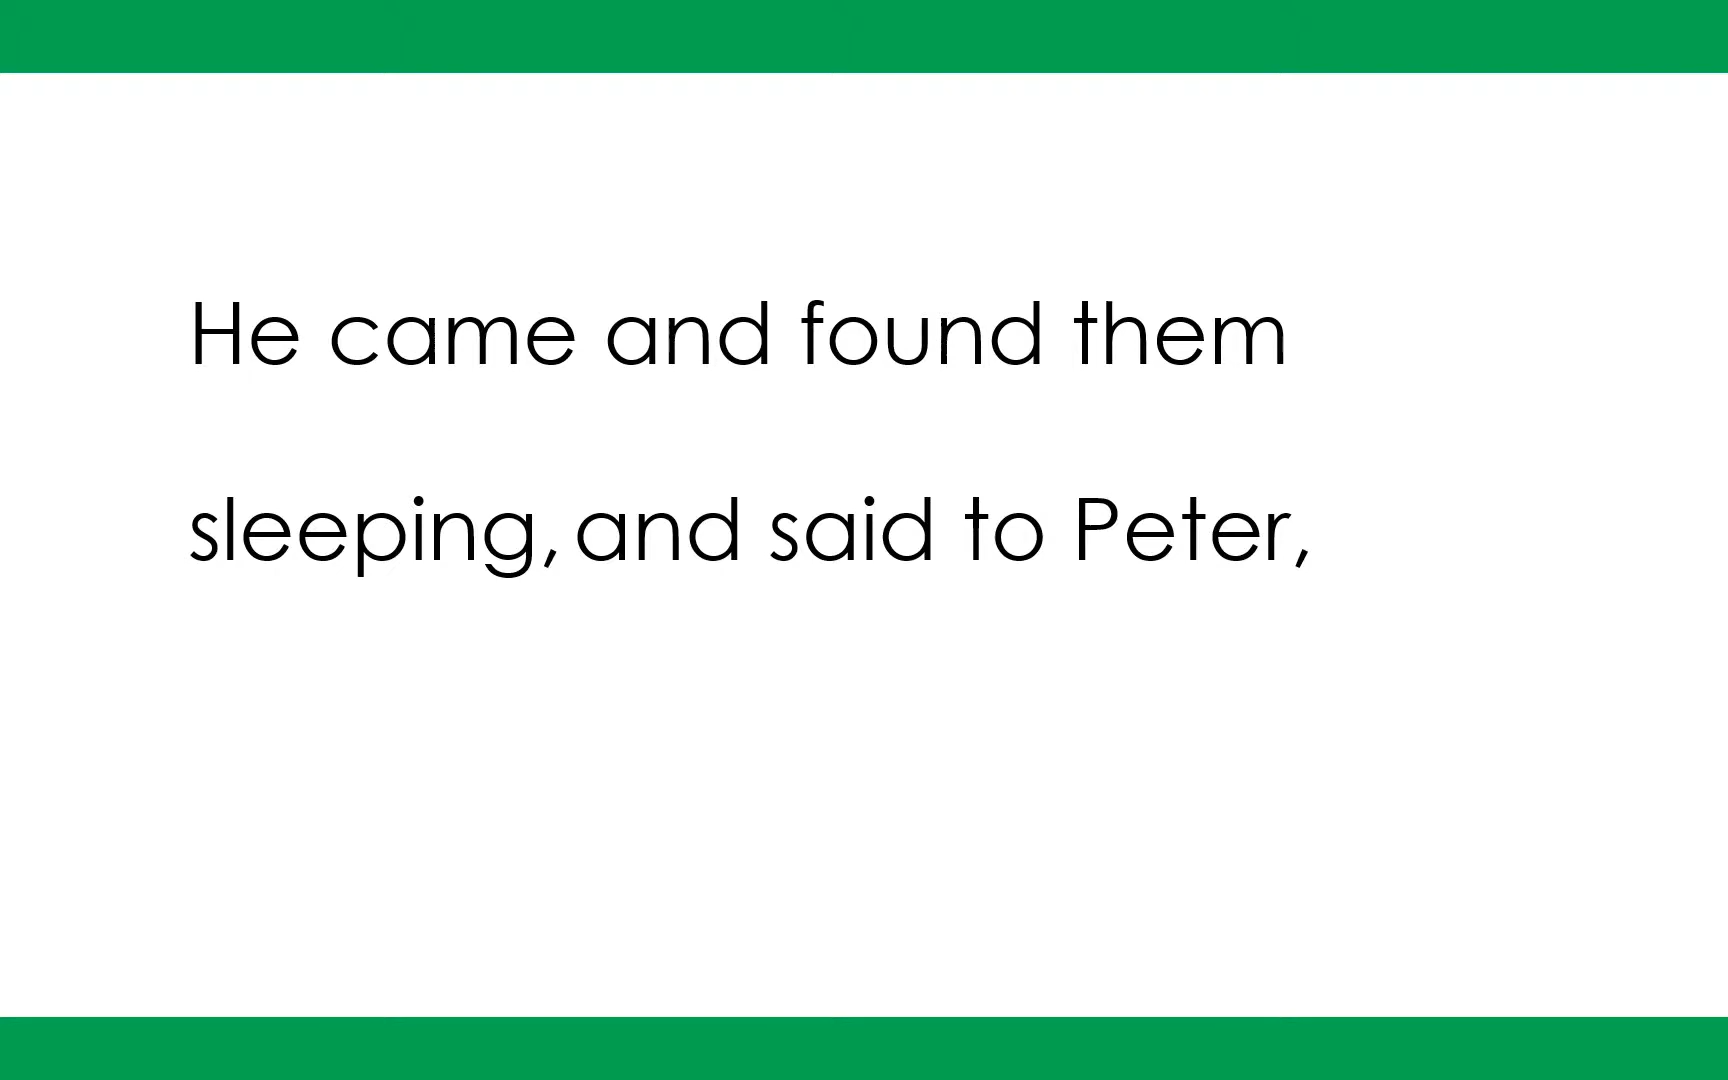 He came and found them
sleeping, and said to Peter,